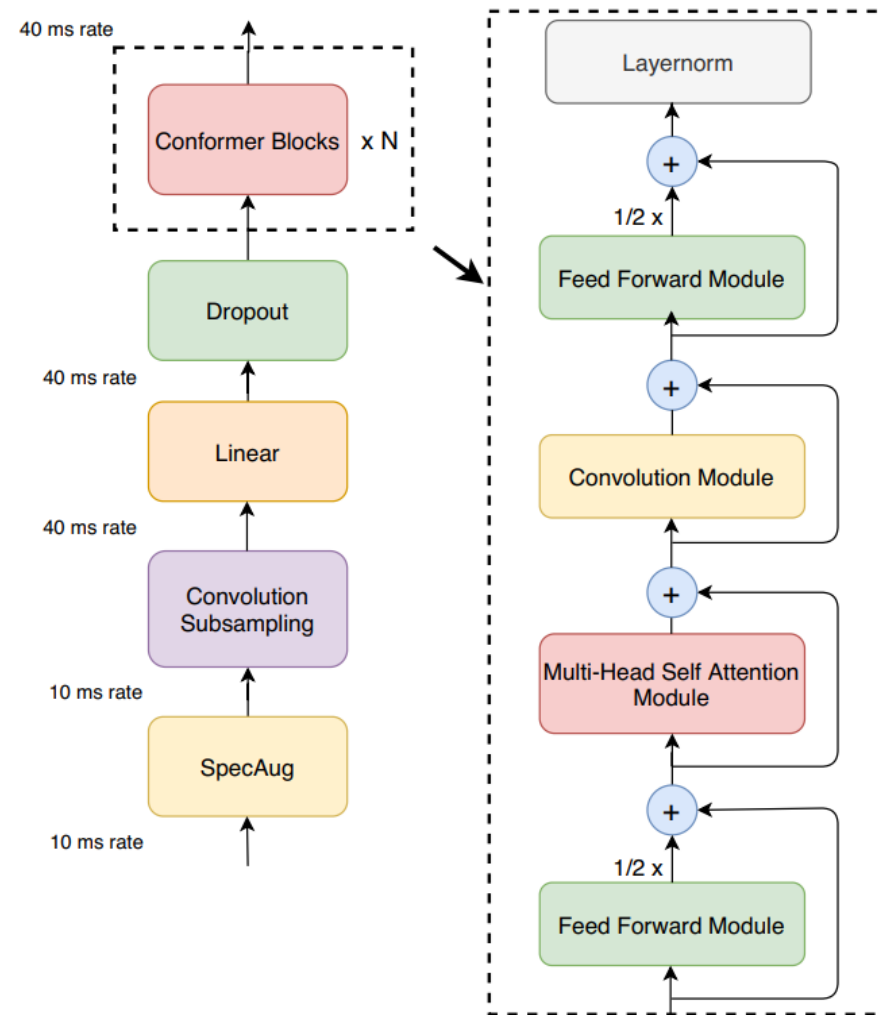 40 ms rate
Conformer Blocks
x N
Dropout
40 ms rate
Linear
40 ms rate
Convolution
Subsampling
10 ms rate
SpecAug
10 ms rate
Layernorm
+
1/2 x
Feed Forward Module
+
Convolution Module
+
Multi-Head Self Attention
Module
+
1/2 x
Feed Forward Module